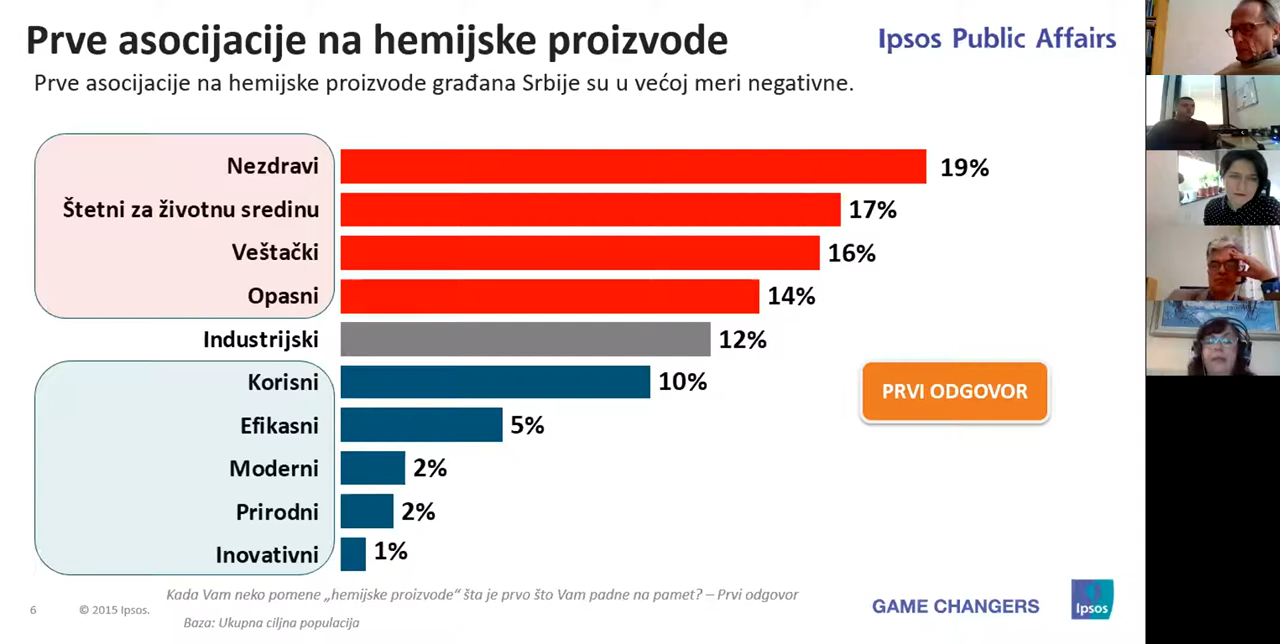 Prve asocijacije na hemijske proizvode
Ipsos Public Affairs
Prve asocijacije na hemijske proizvode građana Srbije su u većoj meri negativne.
Nezdravi 19%
Štetni za životnu sredinu 17%
Veštački 16%
Opasni 14%
Industrijski 12%
Korisni 10%
PRVI ODGOVOR
Efikasni 5%
Moderni 2%
Prirodni 2%
Inovativni 1%
Kada Vam neko pomene „hemijske proizvode“ šta je prvo što Vam padne na pamet? – Prvi odgovor
6 © 2015 Ipsos.
Baza: Ukupna ciljna populacija
GAME CHANGERS
Ipsos